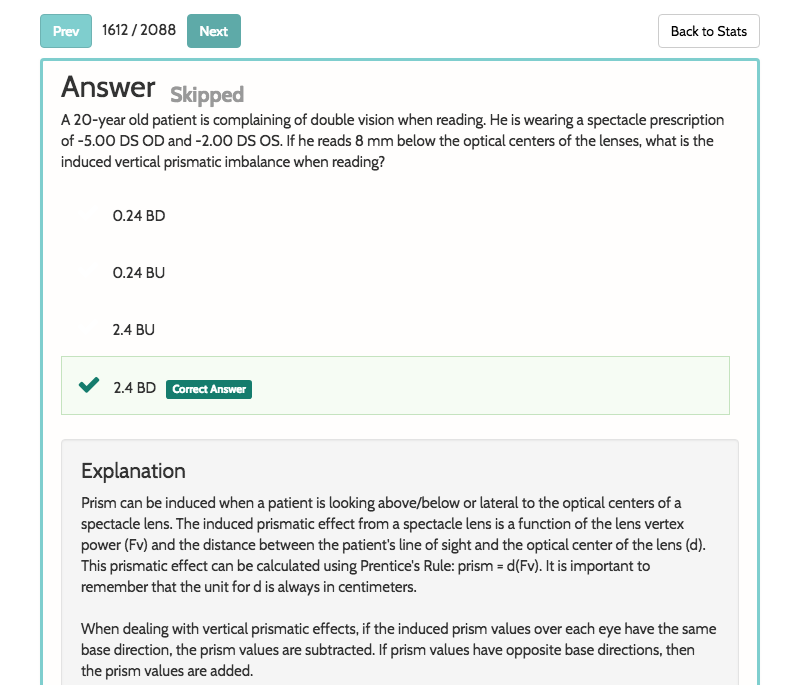 Prev 1612 / 2088 Next Back to Stats
Answer Skipped
A 20-year old patient is complaining of double vision when reading. He is wearing a spectacle prescription
of -5.00 DS OD and -2.00 DS OS. If he reads 8 mm below the optical centers of the lenses, what is the
induced vertical prismatic imbalance when reading?
0.24 BD
0.24 BU
2.4 BU
2.4 BD Correct Answer
Explanation
Prism can be induced when a patient is looking above/below or lateral to the optical centers of a
spectacle lens. The induced prismatic effect from a spectacle lens is a function of the lens vertex
power (Fv) and the distance between the patient's line of sight and the optical center of the lens (d).
This prismatic effect can be calculated using Prentice's Rule: prism = d(Fv). It is important to
remember that the unit for d is always in centimeters.
When dealing with vertical prismatic effects, if the induced prism values over each eye have the same
base direction, the prism values are subtracted. If prism values have opposite base directions, then
the prism values are added.